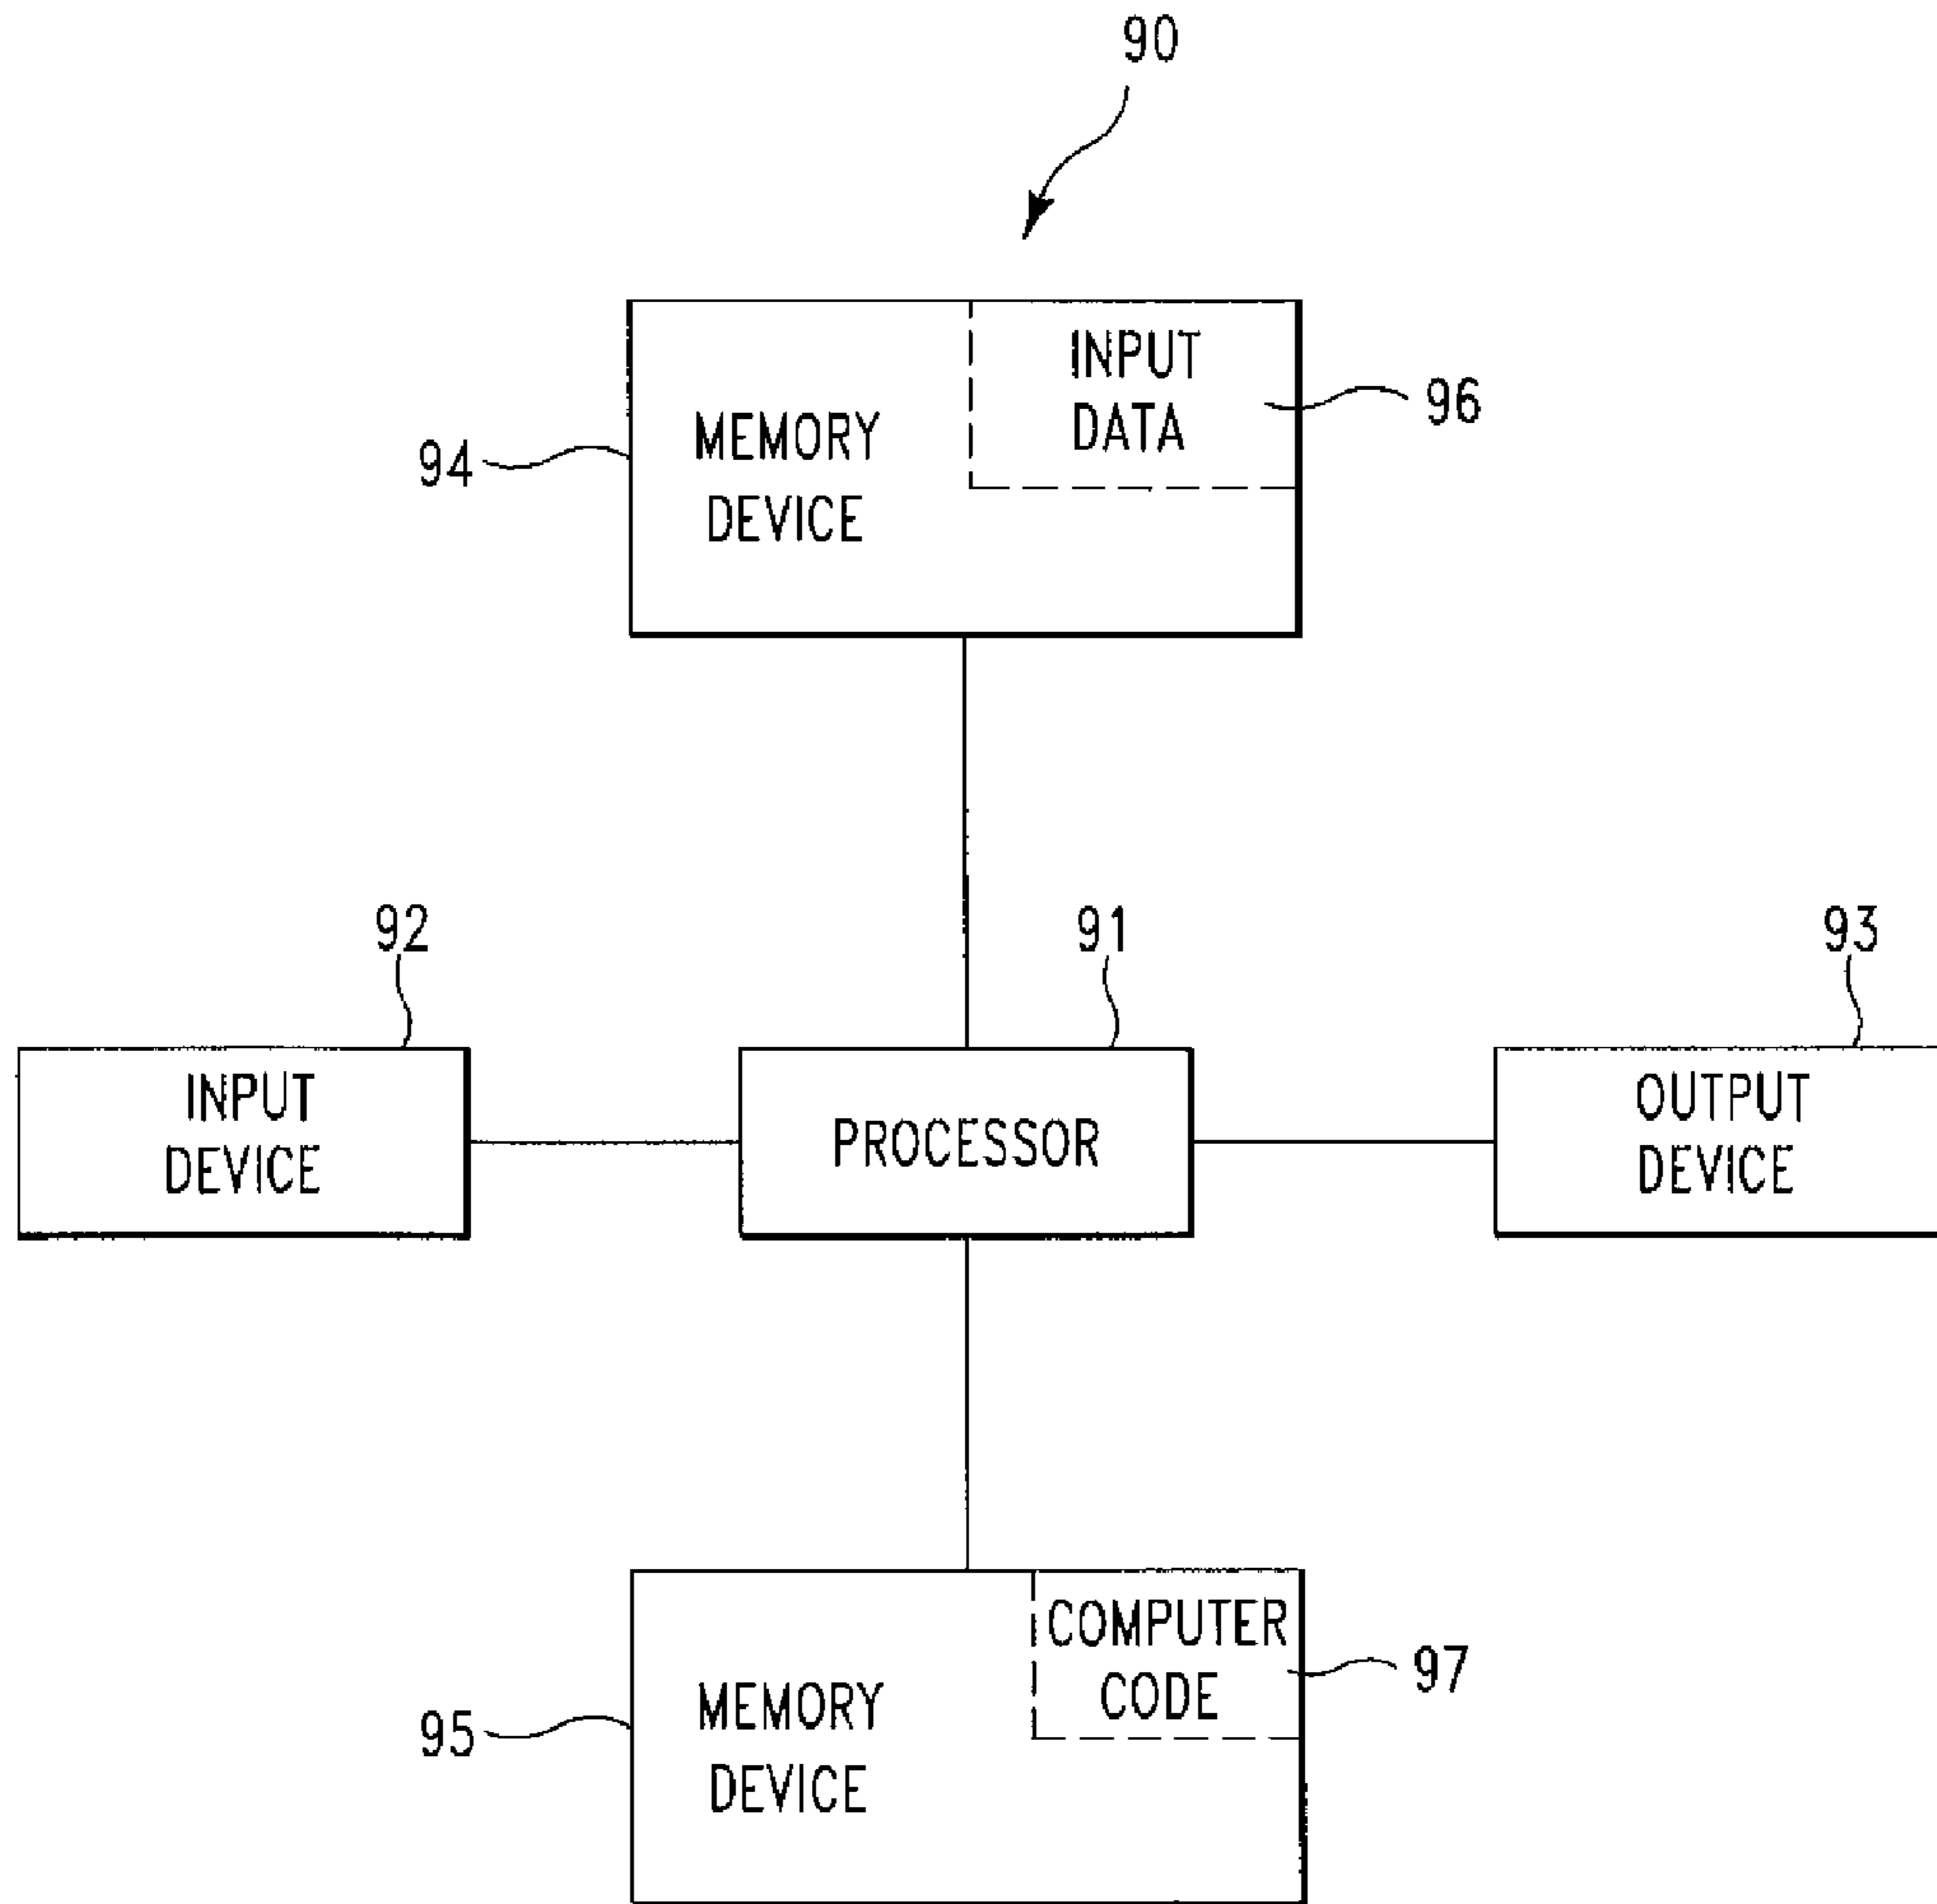 90
INPUT
DATA
96
94
MEMORY
DEVICE
92
91
93
INPUT
DEVICE
PROCESSOR
OUTPUT
DEVICE
COMPUTER
CODE
97
95
MEMORY
DEVICE